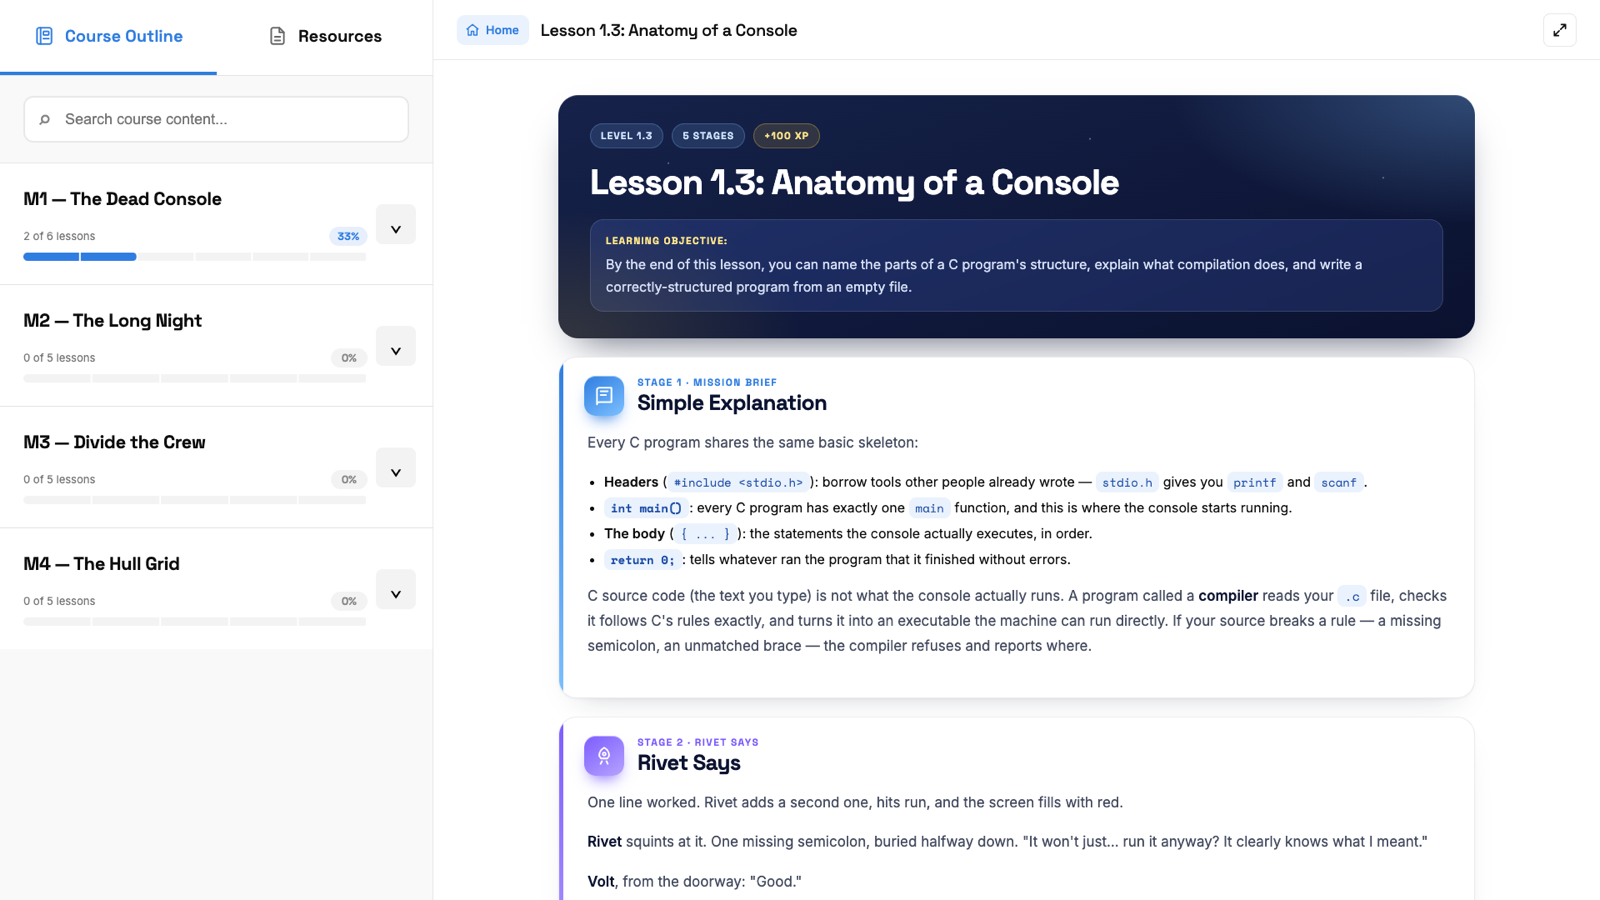 Course Outline
Resources
Search course content...
M1 — The Dead Console
2 of 6 lessons
33%
M2 — The Long Night
0 of 5 lessons
0%
M3 — Divide the Crew
0 of 5 lessons
0%
M4 — The Hull Grid
0 of 5 lessons
0%
Home
Lesson 1.3: Anatomy of a Console
LEVEL 1.3
5 STAGES
+100 XP
Lesson 1.3: Anatomy of a Console
LEARNING OBJECTIVE:
By the end of this lesson, you can name the parts of a C program's structure, explain what compilation does, and write a
correctly-structured program from an empty file.
STAGE 1 · MISSION BRIEF
Simple Explanation
Every C program shares the same basic skeleton:
• Headers ( #include <stdio.h> ): borrow tools other people already wrote — stdio.h gives you printf and scanf .
• int main() : every C program has exactly one main function, and this is where the console starts running.
• The body ( { ... } ): the statements the console actually executes, in order.
• return 0; : tells whatever ran the program that it finished without errors.
C source code (the text you type) is not what the console actually runs. A program called a compiler reads your .c file, checks
it follows C's rules exactly, and turns it into an executable the machine can run directly. If your source breaks a rule — a missing
semicolon, an unmatched brace — the compiler refuses and reports where.
STAGE 2 · RIVET SAYS
Rivet Says
One line worked. Rivet adds a second one, hits run, and the screen fills with red.
Rivet squints at it. One missing semicolon, buried halfway down. "It won't just... run it anyway? It clearly knows what I meant."
Volt, from the doorway: "Good."